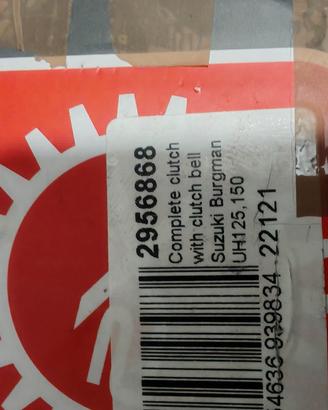 2956868
Complete clutch
with clutch bell
Suzuki Burgman
UH125,150
4636 939834 22121